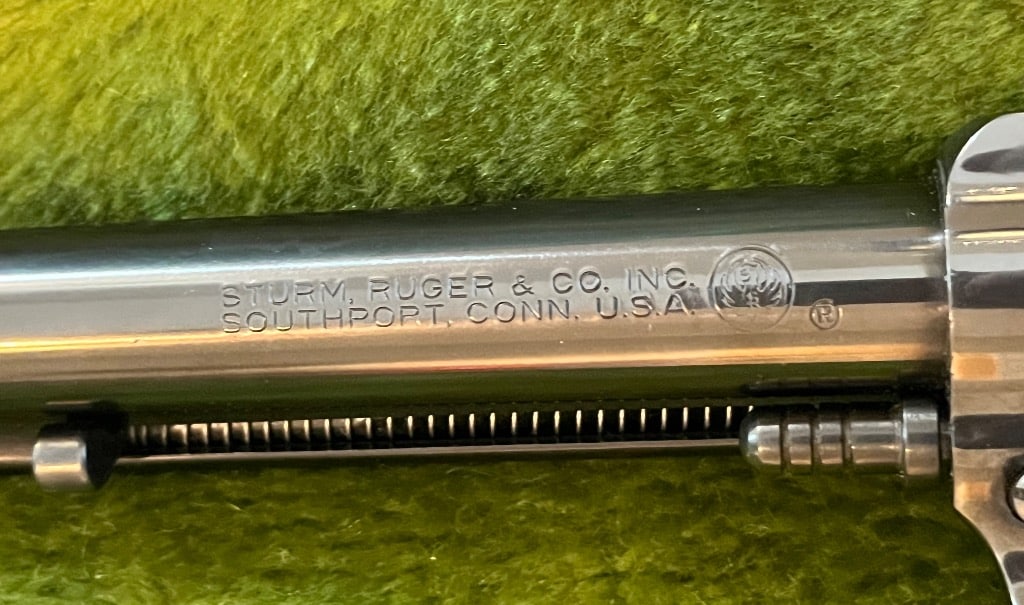 STURM, RUGER & CO. INC.
SOUTHPORT, CONN. U.S.A.
®